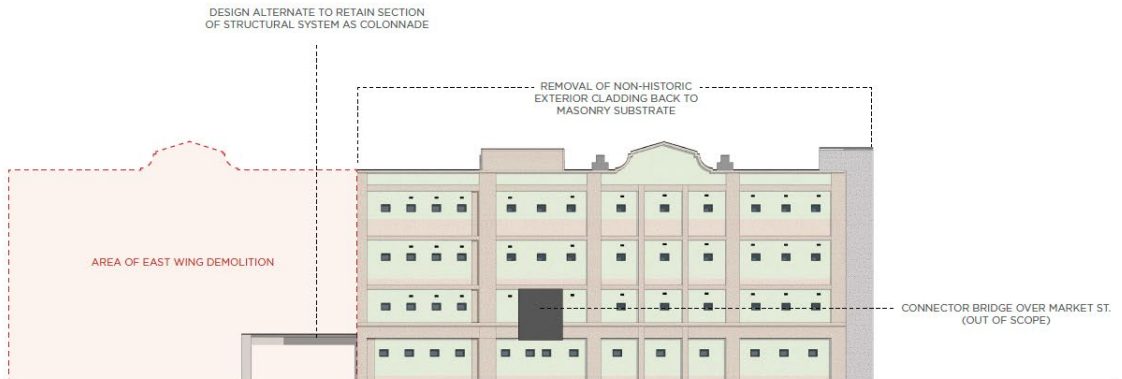 DESIGN ALTERNATE TO RETAIN SECTION
OF STRUCTURAL SYSTEM AS COLONNADE
REMOVAL OF NON-HISTORIC
EXTERIOR CLADDING BACK TO
MASONRY SUBSTRATE
AREA OF EAST WING DEMOLITION
CONNECTOR BRIDGE OVER MARKET ST.
(OUT OF SCOPE)